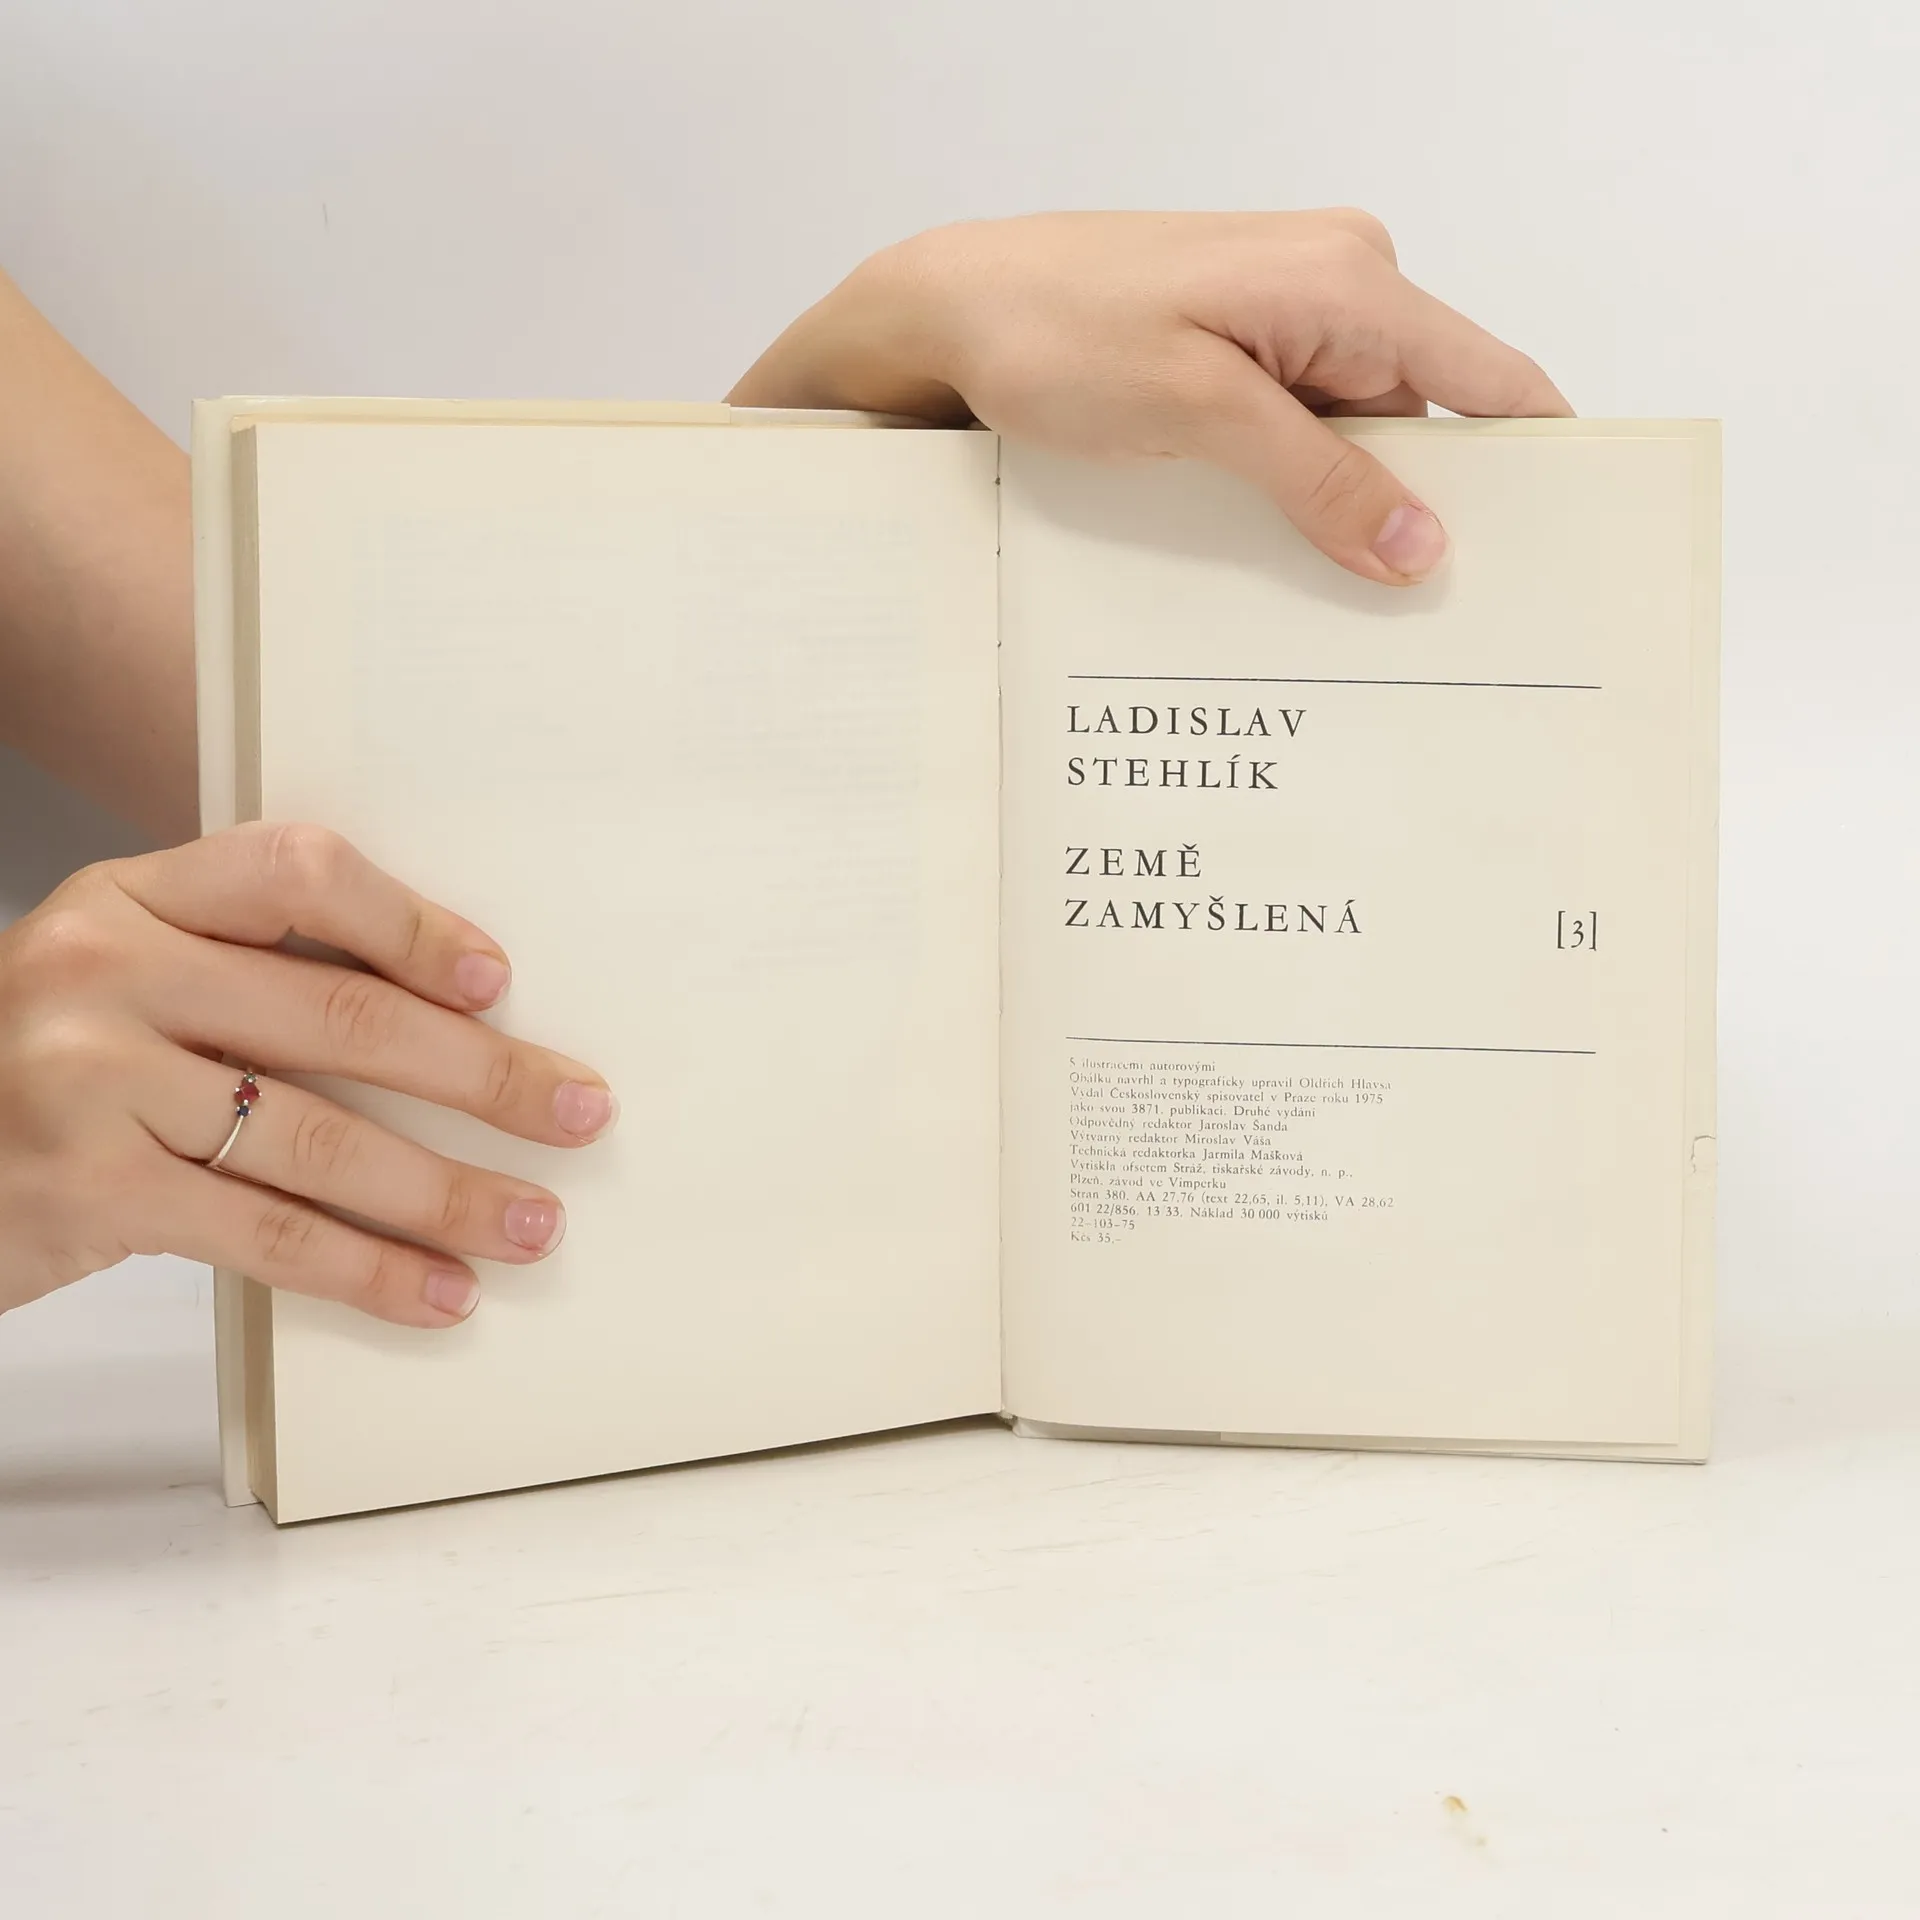 LADISLAV
STEHLÍK
ZEMĚ
ZAMYŠLENÁ [3]
S ilustracemi autorovými
Obálku navrhl a typograficky upravil Oldřich Hlavsa
Vydal Československý spisovatel v Praze roku 1975
jako svou 3871. publikaci. Druhé vydání
Odpovědný redaktor Jaroslav Šanda
Výtvarný redaktor Miroslav Váša
Technická redaktorka Jarmila Mašková
Vytiskla ofsetem Stráž, tiskařské závody, n. p.,
Plzeň, závod ve Vimperku
Stran 380. AA 27,76 (text 22,65, il. 5,11), VA 28,62
601 22/856. 13 33. Náklad 30 000 výtisků
22-103-75
Kčs 35,-